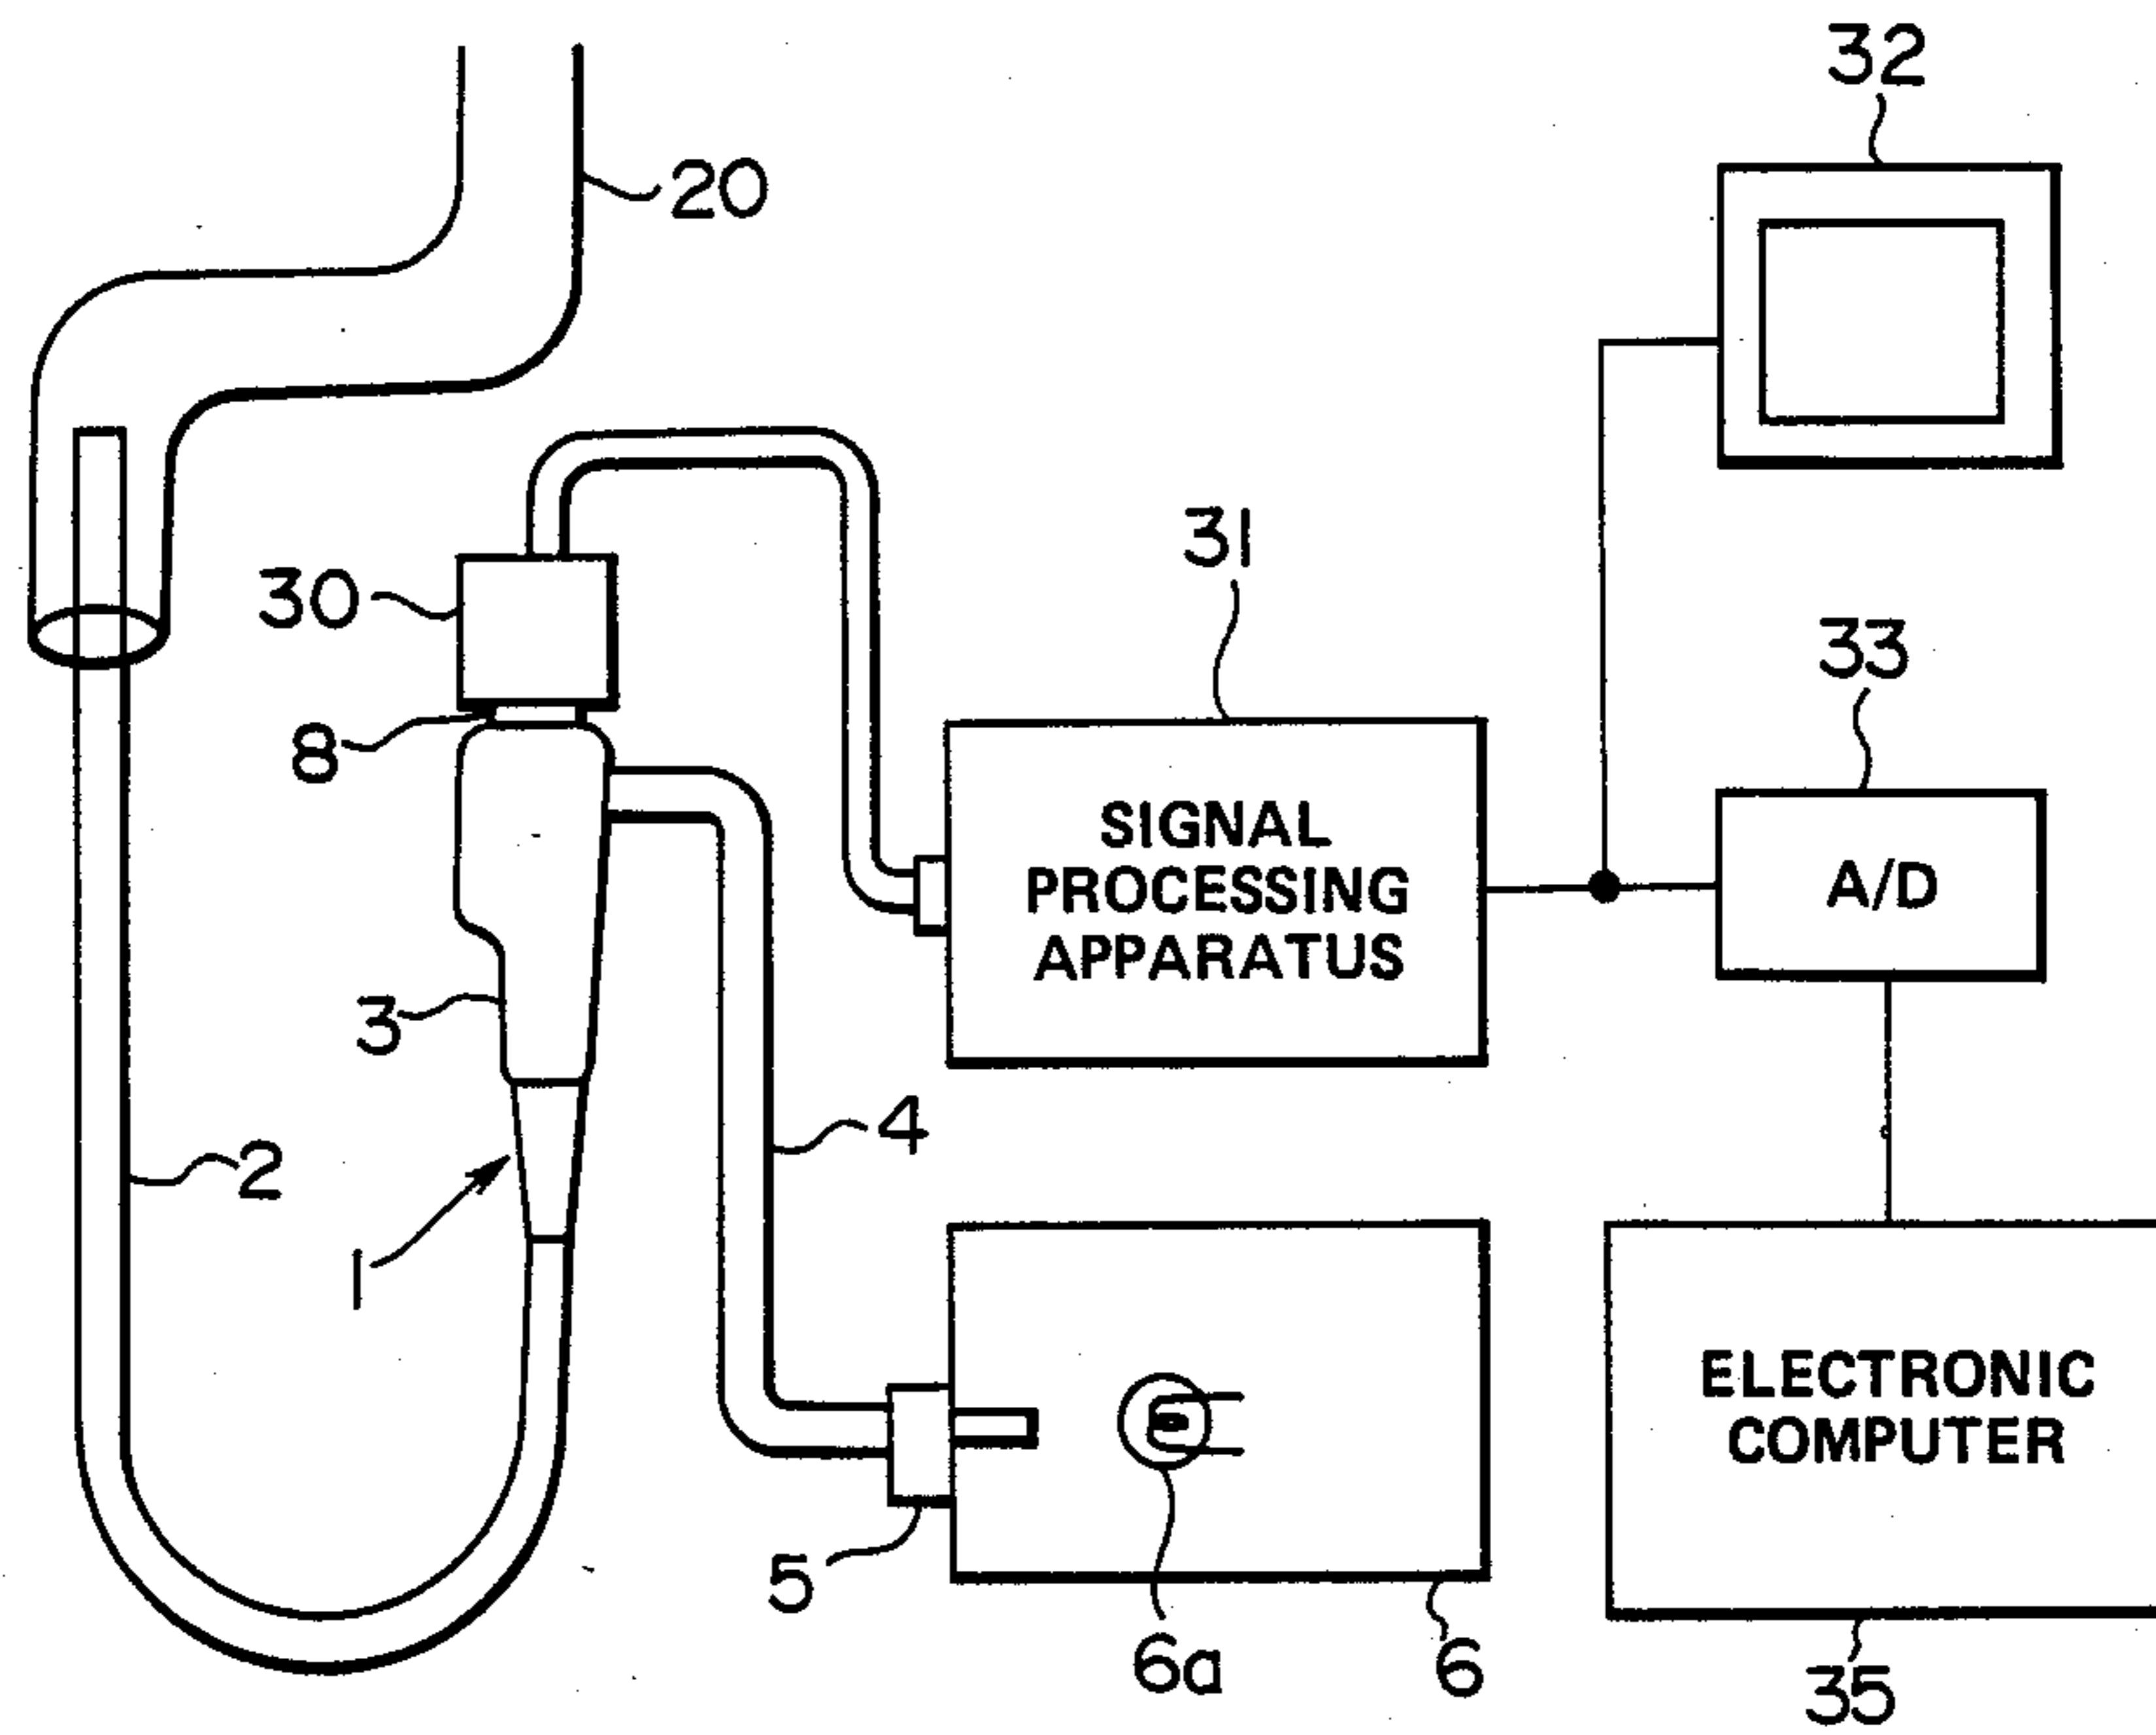 32
20
31
30
33
8
SIGNAL
PROCESSING
APPARATUS
A/D
3
4
2
1
ELECTRONIC
COMPUTER
5
6a
6
35